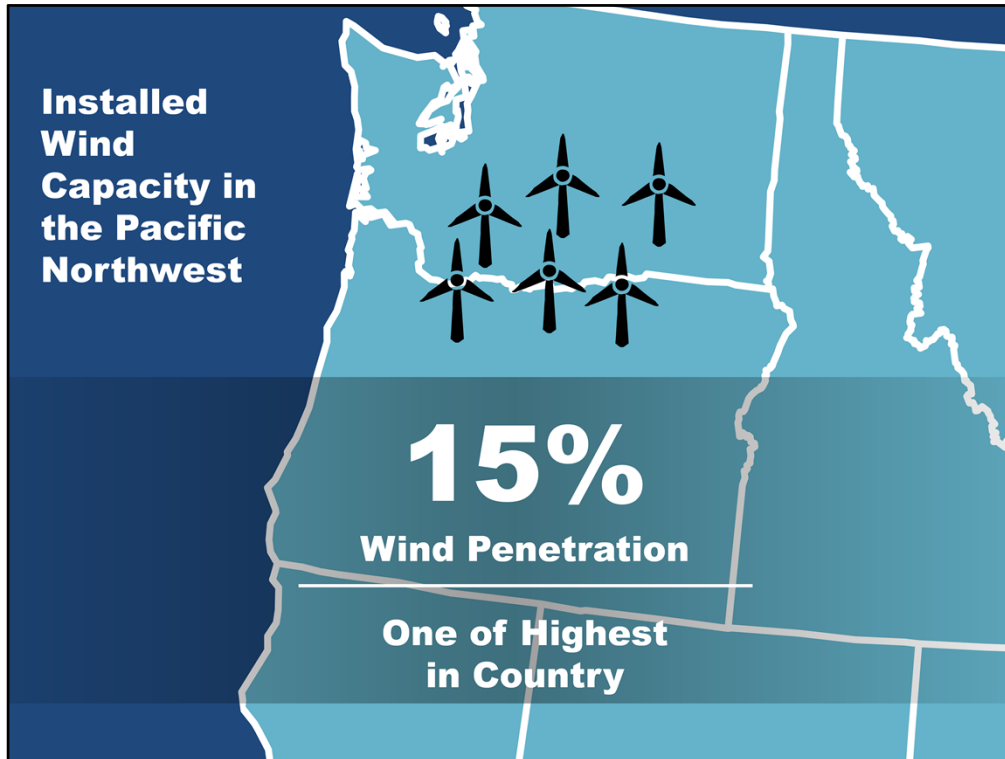 Installed
Wind
Capacity in
the Pacific
Northwest
15%
Wind Penetration
One of Highest
in Country